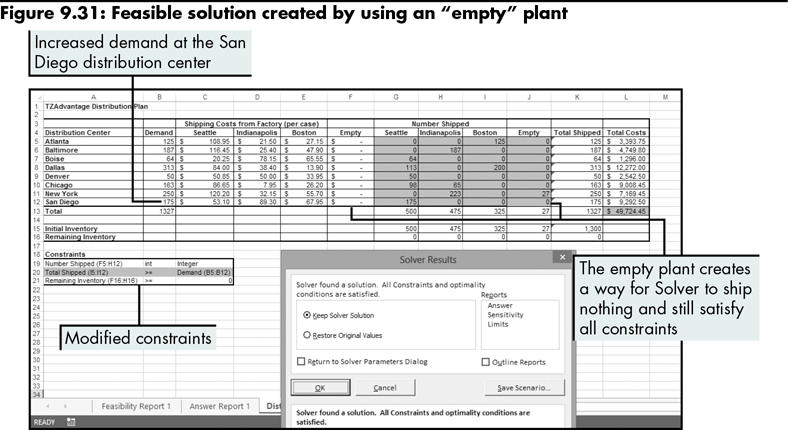 Figure 9.31: Feasible solution created by using an “empty” plant
Increased demand at the San
Diego distribution center
A B C D E F G H I J K L M
1 TZAdvantage Distribution Plan
2
3 Shipping Costs from Factory (per case) Number Shipped
4 Distribution Center Demand Seattle Indianapolis Boston Empty Seattle Indianapolis Boston Empty Total Shipped Total Costs
5 Atlanta 125 $ 108.95 $ 21.50 $ 27.15 $ - 0 0 125 0 125 $ 3,393.75
6 Baltimore 187 $ 116.45 $ 25.40 $ 47.90 $ - 0 187 0 0 187 $ 4,749.80
7 Boise 64 $ 20.25 $ 78.15 $ 65.55 $ - 64 0 0 0 64 $ 1,296.00
8 Dallas 313 $ 84.00 $ 38.40 $ 13.90 $ - 113 0 200 0 313 $ 12,272.00
9 Denver 50 $ 50.85 $ 50.00 $ 33.95 $ - 50 0 0 0 50 $ 2,542.50
10 Chicago 163 $ 86.65 $ 7.95 $ 26.20 $ - 98 65 0 0 163 $ 9,008.45
11 New York 250 $ 120.20 $ 32.15 $ 55.70 $ - 0 223 0 27 250 $ 7,169.45
12 San Diego 175 $ 53.10 $ 89.30 $ 67.95 $ - 175 0 0 0 175 $ 9,292.50
13 Total 1327 500 475 325 27 1327 $ 49,724.45
14
15 Initial Inventory 500 475 325 27 1,300
16 Remaining Inventory 0 0 0 0
17
18 Constraints
19 Number Shipped (F5:H12) int Integer
20 Total Shipped (I5:I12) >= Demand (B5:B12)
21 Remaining Inventory (F16:H16) >= 0
22
23
24
25
26
27
28
29
30
31
32
33
34
Modified constraints
Solver Results
Solver found a solution. All Constraints and optimality
conditions are satisfied.
Reports
Answer
Sensitivity
Limits
Keep Solver Solution
Restore Original Values
Return to Solver Parameters Dialog
Outline Reports
OK Cancel Save Scenario...
Solver found a solution. All Constraints and optimality conditions are
satisfied.
The empty plant creates
a way for Solver to ship
nothing and still satisfy
all constraints
Feasibility Report 1 Answer Report 1 Dist
READY